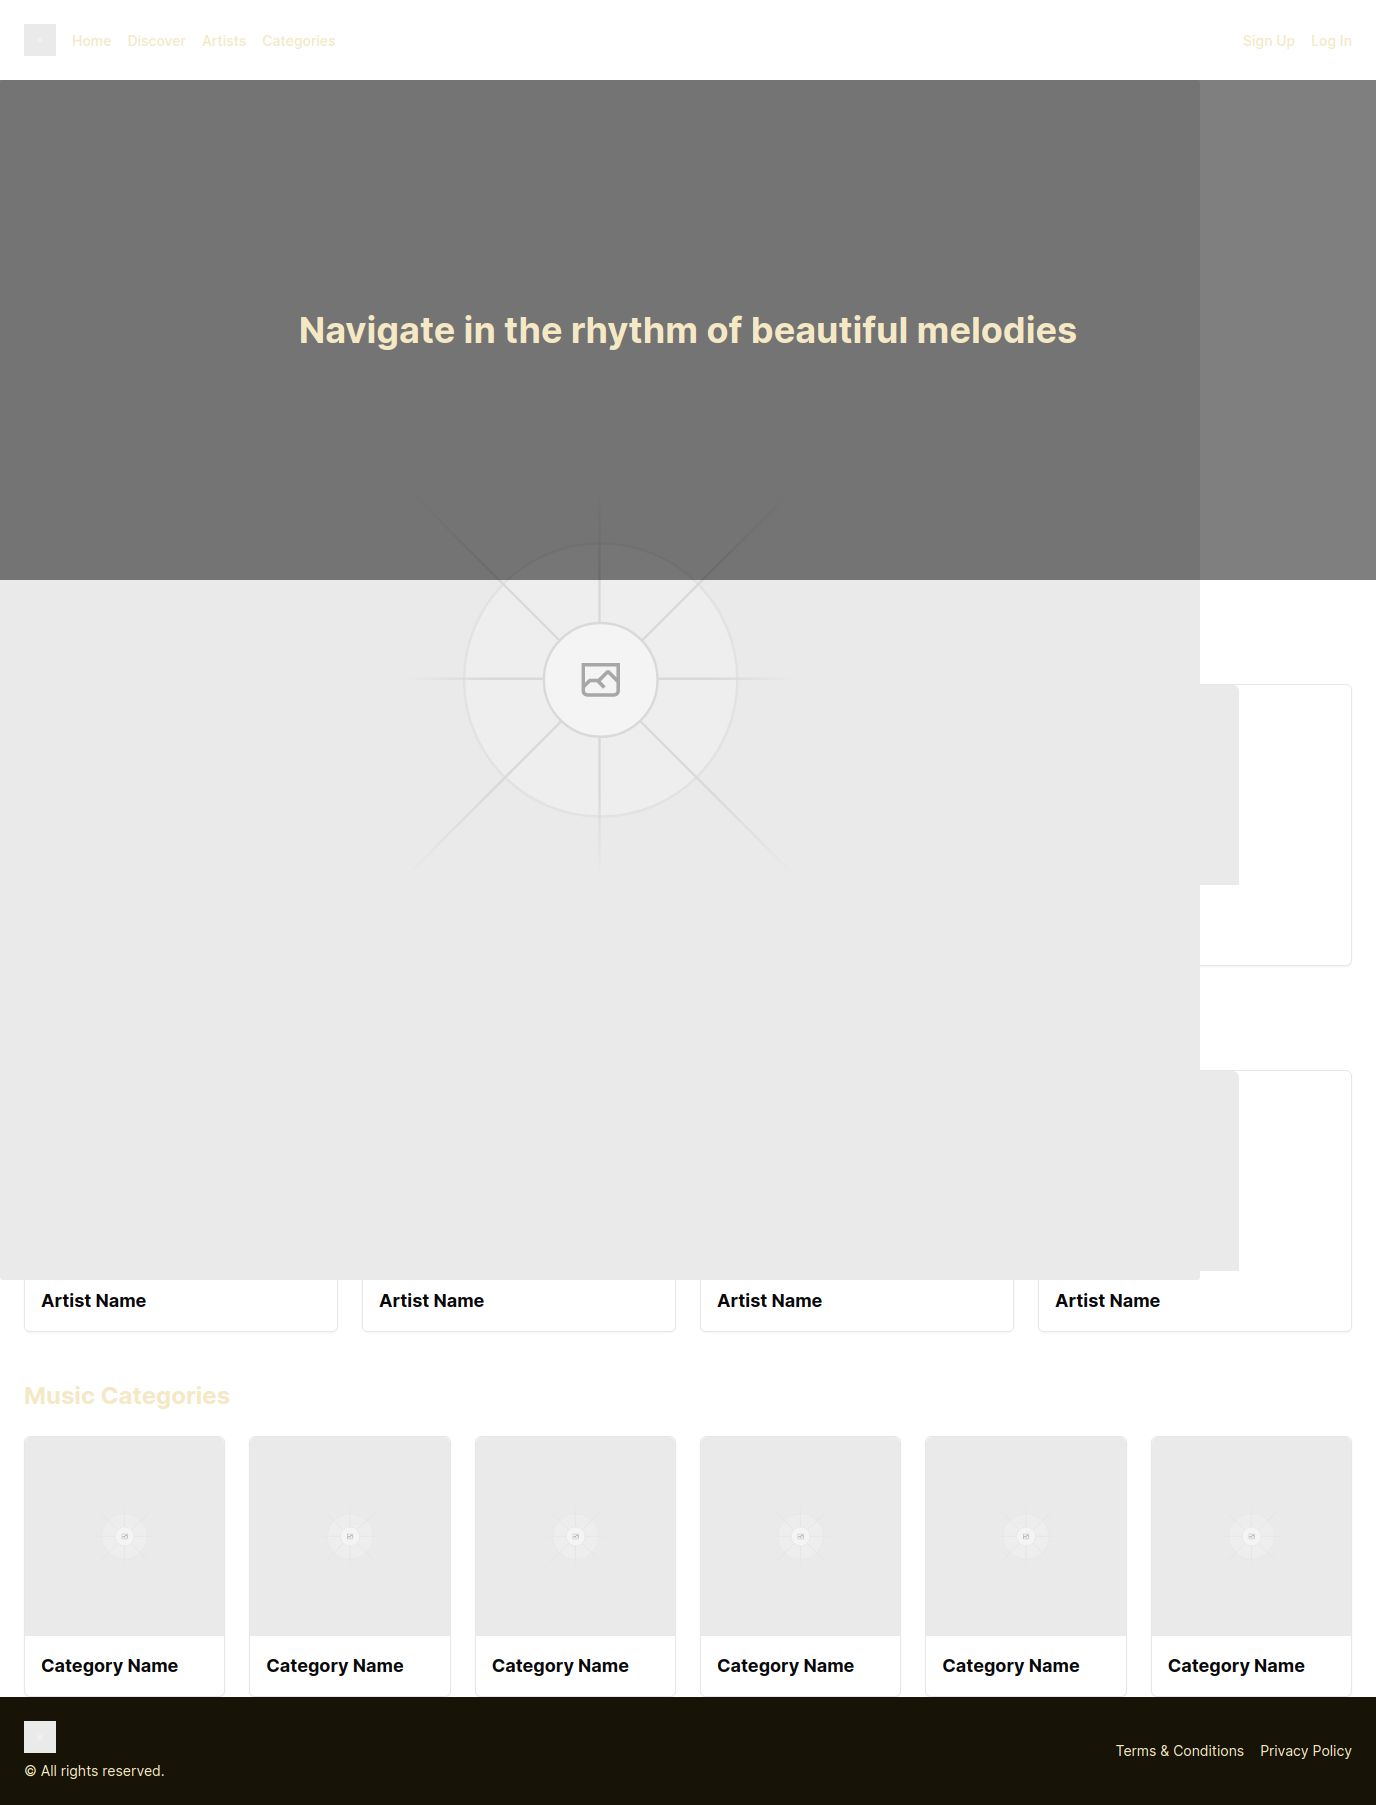 Home Discover Artists Categories Sign Up Log In
Navigate in the rhythm of beautiful melodies
Artist Name Artist Name Artist Name Artist Name
Music Categories
Category Name Category Name Category Name Category Name Category Name Category Name
© All rights reserved.
Terms & Conditions Privacy Policy